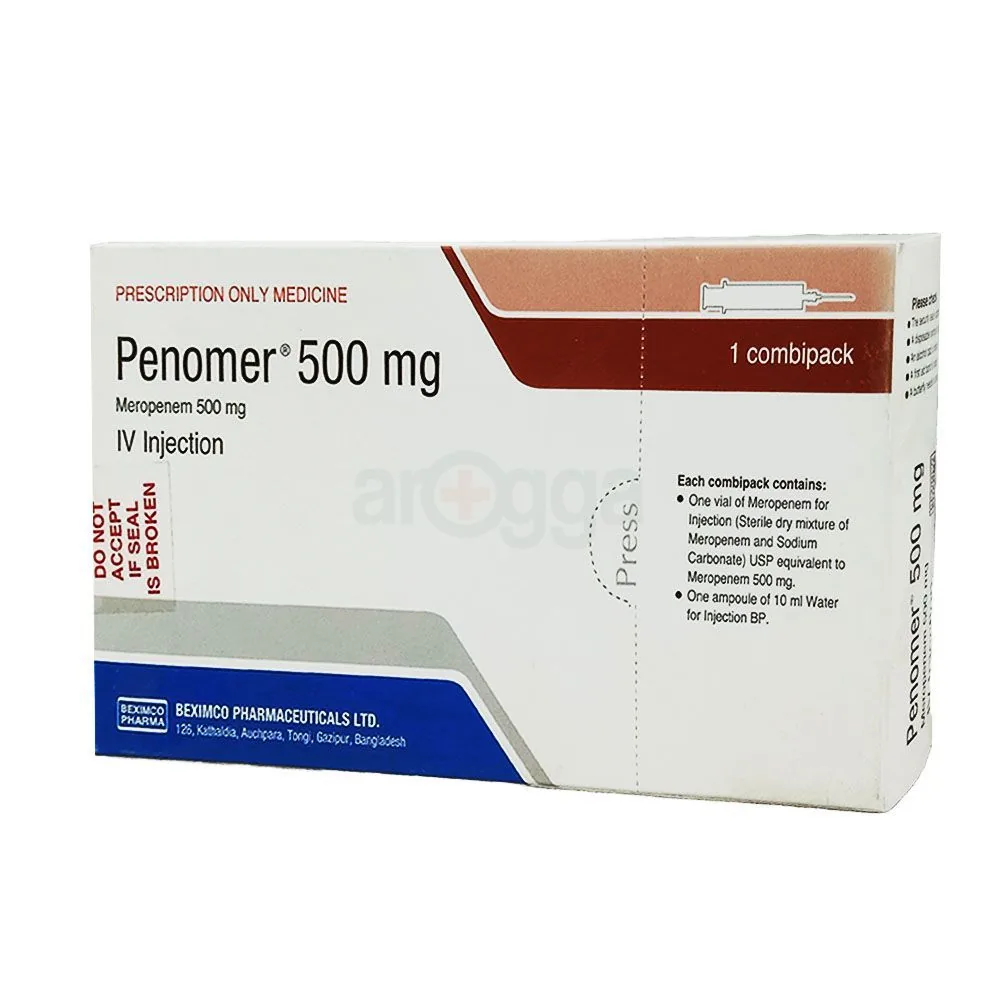 PRESCRIPTION ONLY MEDICINE
Penomer® 500 mg
Meropenem 500 mg
IV Injection
DO NOT
ACCEPT
IF SEAL
IS BROKEN
BEXIMCO
PHARMA
BEXIMCO PHARMACEUTICALS LTD.
126, Kathaldia, Auchpara, Tongi, Gazipur, Bangladesh
1 combipack
Press
Each combipack contains:
• One vial of Meropenem for
Injection (Sterile dry mixture of
Meropenem and Sodium
Carbonate) USP equivalent to
Meropenem 500 mg.
• One ampoule of 10 ml Water
for Injection BP.
arogga
Please check
Penomer® 500 mg
Meropenem 500 mg